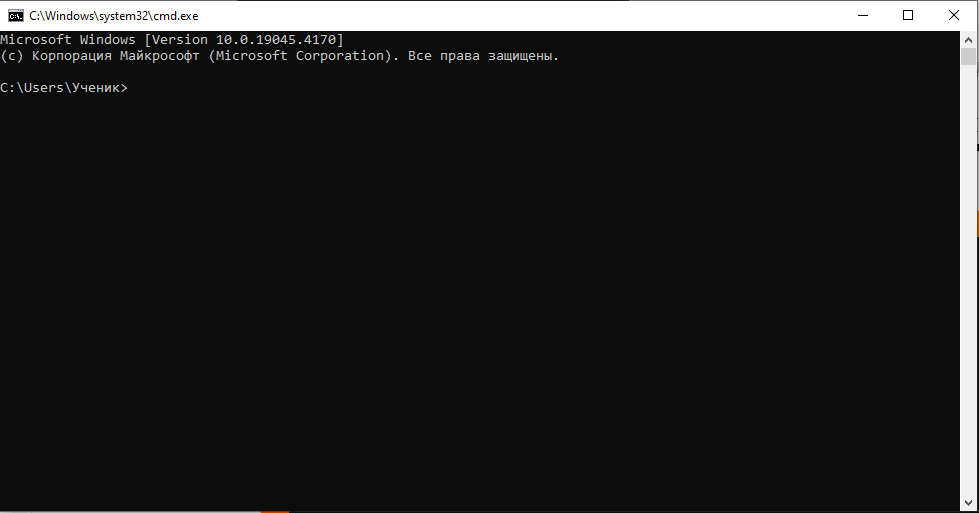 C:\Windows\system32\cmd.exe
Microsoft Windows [Version 10.0.19045.4170]
(c) Корпорация Майкрософт (Microsoft Corporation). Все права защищены.
C:\Users\Ученик>